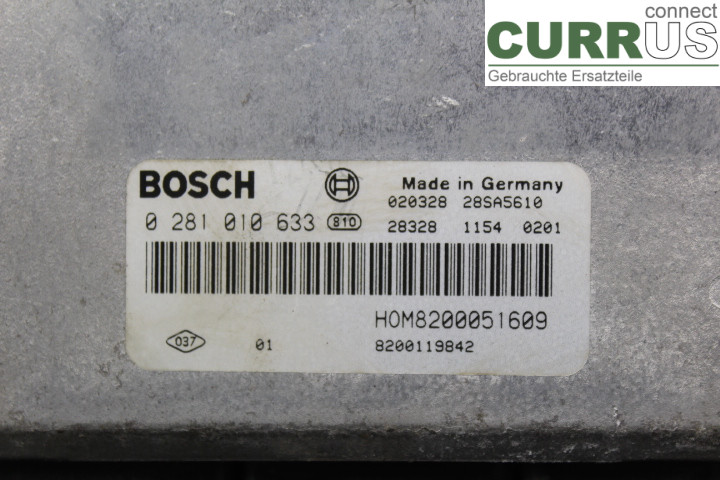 connect
CURRUS
Gebrauchte Ersatzteile
BOSCH
Made in Germany
020328 28SA5610
0 281 010 633 810 28328 1154 0201
HOM8200051609
037 01 8200119842